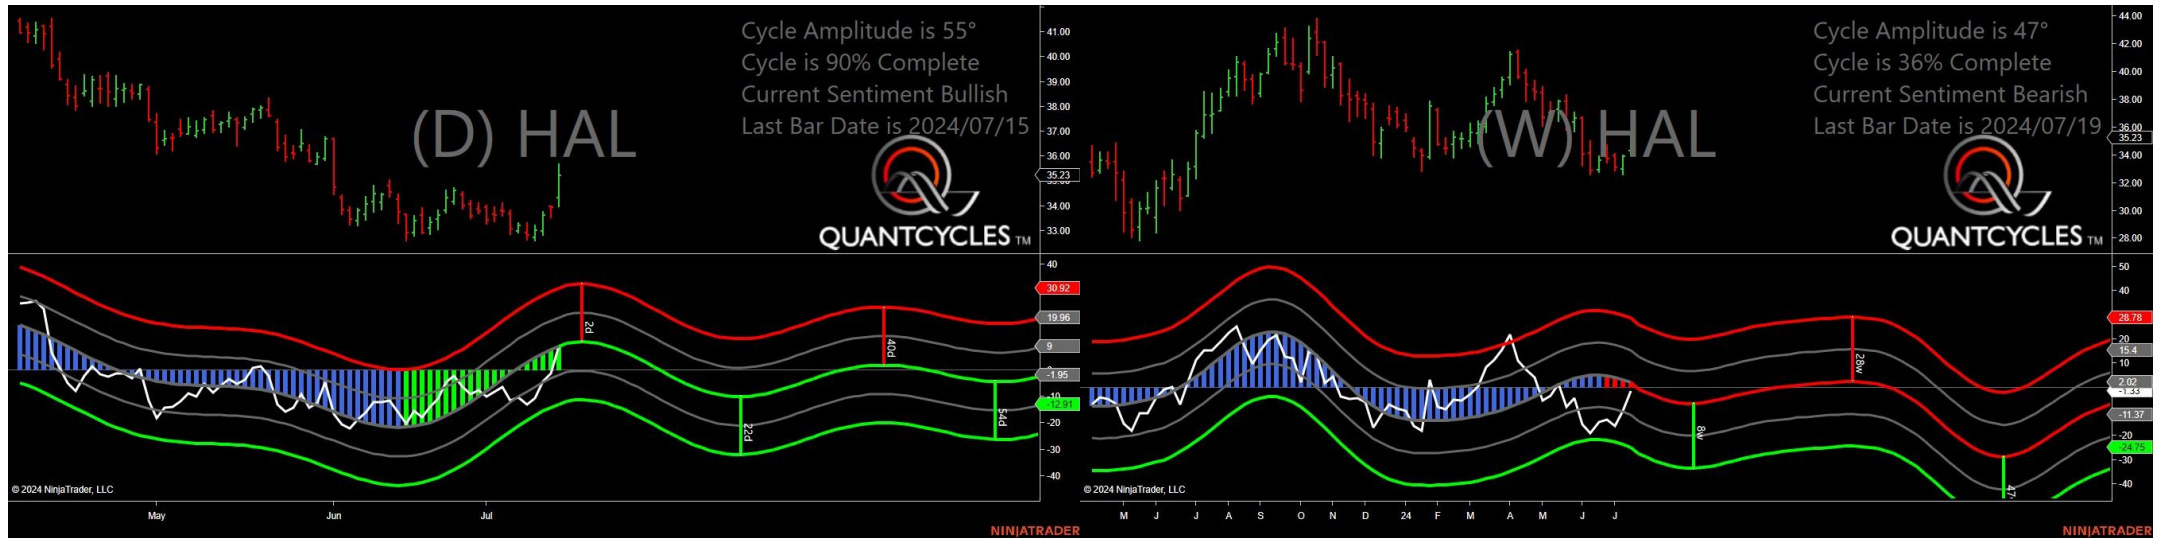 Cycle Amplitude is 55°
Cycle is 90% Complete
Current Sentiment Bullish
Last Bar Date is 2024/07/15
(D) HAL
QUANTCYCLES TM
41.00
40.00
39.00
38.00
37.00
36.00
35.23
34.00
33.00
40
30.92
19.96
9
-1.95
-12.91
-20
-30
-40
2d
22d
40d
54d
© 2024 NinjaTrader, LLC
May Jun Jul
NINJATRADER
Cycle Amplitude is 47°
Cycle is 36% Complete
Current Sentiment Bearish
Last Bar Date is 2024/07/19
(W) HAL
QUANTCYCLES TM
44.00
42.00
40.00
38.00
36.00
35.23
34.00
32.00
30.00
28.00
50
40
28.78
20
15.4
10
2.02
-1.33
-11.37
-20
-24.75
-30
-40
8w
28w
47
© 2024 NinjaTrader, LLC
M J J A S O N D 24 F M A M J J
NINJATRADER